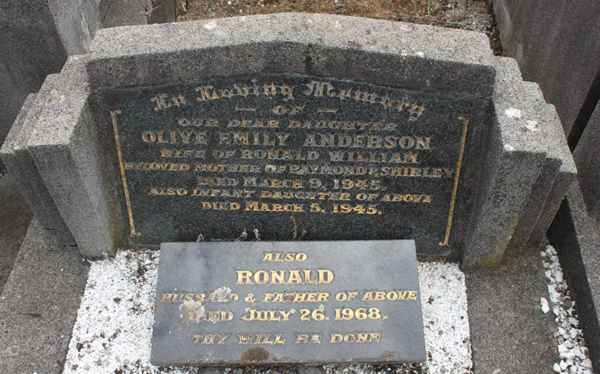 In Loving Memory
— OF —
OUR DEAR DAUGHTER
OLIVE EMILY ANDERSON
WIFE OF RONALD WILLIAM
BELOVED MOTHER OF RAYMOND & SHIRLEY
DIED MARCH 9, 1945.
ALSO INFANT DAUGHTER OF ABOVE
DIED MARCH 5, 1945.
ALSO
RONALD
HUSBAND & FATHER OF ABOVE
DIED JULY 26, 1968.
THY WILL BE DONE